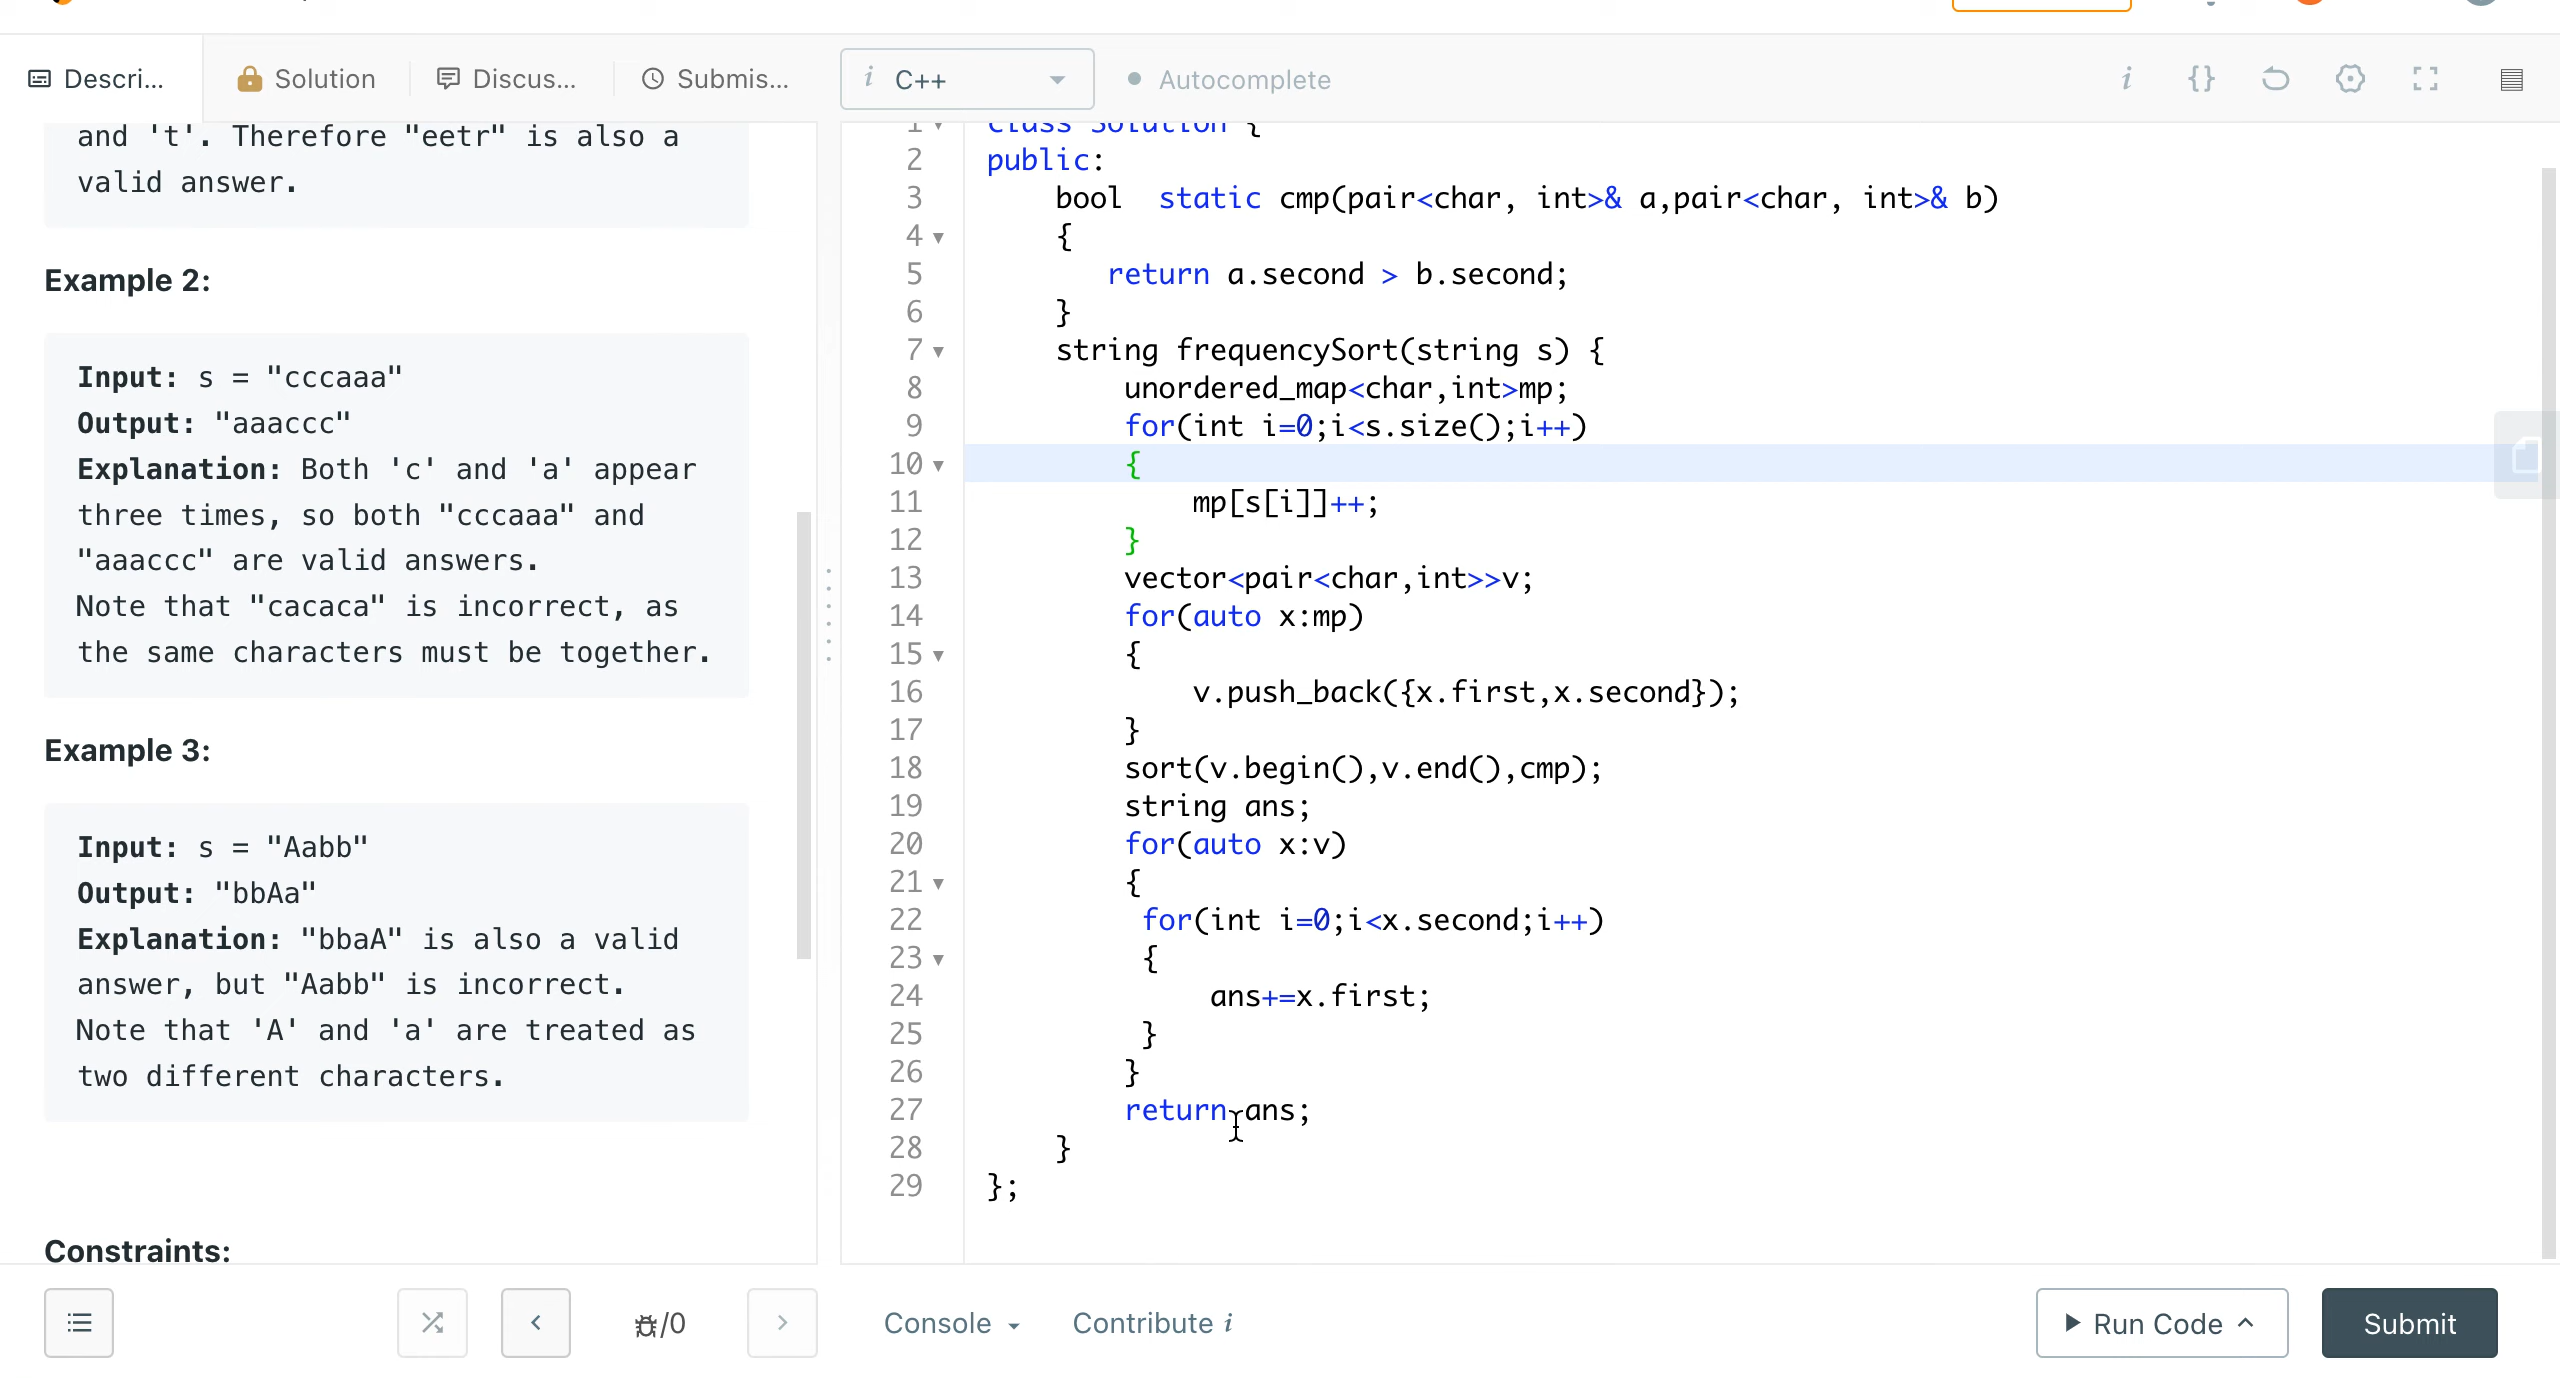 Descri...
Solution
Discus...
Submis...
i C++
Autocomplete
and 't'. Therefore "eetr" is also a
valid answer.
Example 2:
Input: s = "cccaaa"
Output: "aaaccc"
Explanation: Both 'c' and 'a' appear
three times, so both "cccaaa" and
"aaaccc" are valid answers.
Note that "cacaca" is incorrect, as
the same characters must be together.
Example 3:
Input: s = "Aabb"
Output: "bbAa"
Explanation: "bbaA" is also a valid
answer, but "Aabb" is incorrect.
Note that 'A' and 'a' are treated as
two different characters.
Constraints:
1 class Solution {
2 public:
3 bool  static cmp(pair<char, int>& a,pair<char, int>& b)
4 {
5 return a.second > b.second;
6 }
7 string frequencySort(string s) {
8 unordered_map<char,int>mp;
9 for(int i=0;i<s.size();i++)
10 {
11 mp[s[i]]++;
12 }
13 vector<pair<char,int>>v;
14 for(auto x:mp)
15 {
16 v.push_back({x.first,x.second});
17 }
18 sort(v.begin(),v.end(),cmp);
19 string ans;
20 for(auto x:v)
21 {
22 for(int i=0;i<x.second;i++)
23 {
24 ans+=x.first;
25 }
26 }
27 return ans;
28 }
29 };
/0
Console
Contribute i
Run Code
Submit